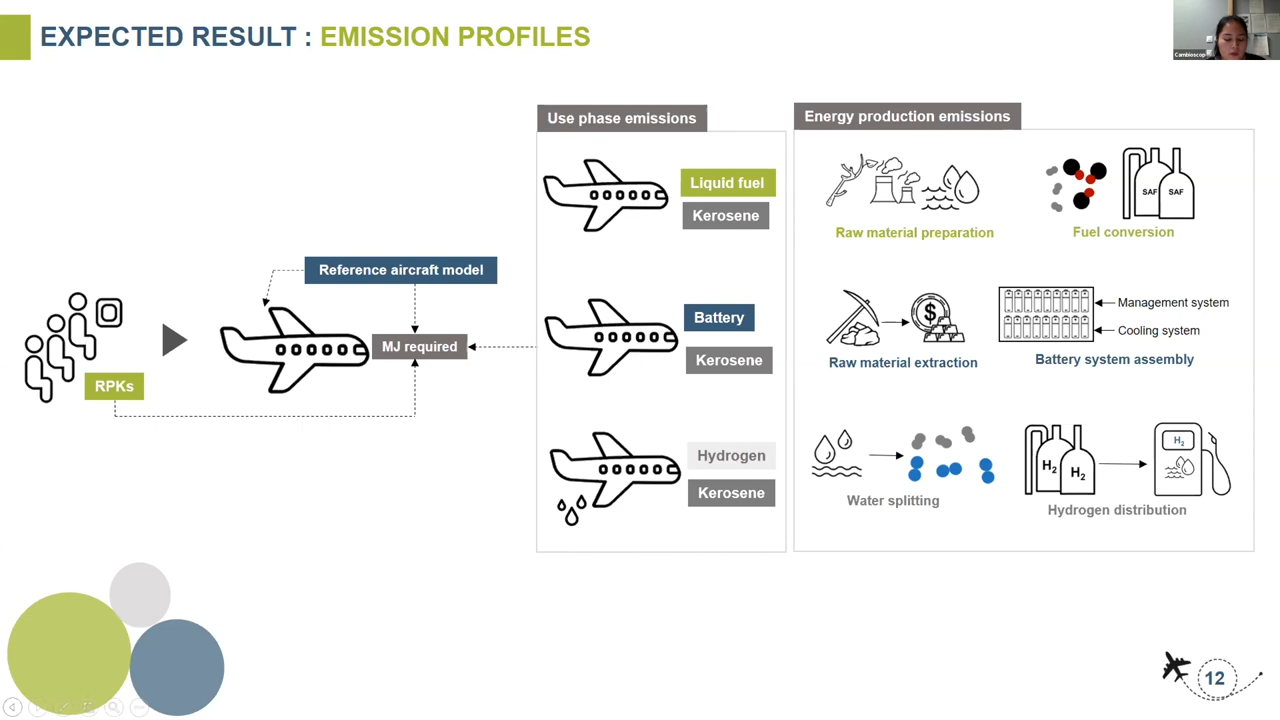 EXPECTED RESULT : EMISSION PROFILES
Cambioscop
Use phase emissions
Energy production emissions
Liquid fuel
Kerosene
SAF
SAF
Raw material preparation
Fuel conversion
Reference aircraft model
MJ required
RPKs
Battery
Kerosene
$
Management system
Cooling system
Raw material extraction
Battery system assembly
Hydrogen
Kerosene
H2
H2
H2
Water splitting
Hydrogen distribution
12